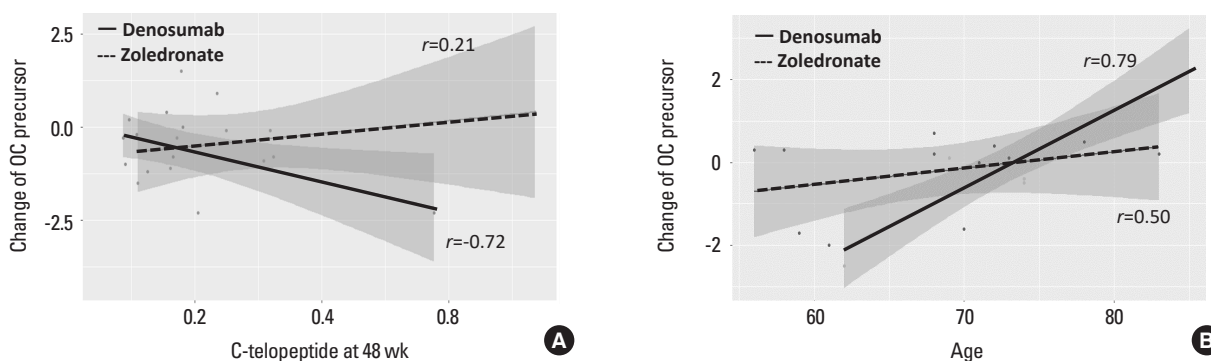 Denosumab
Zoledronate
r=0.21
r=-0.72
2.5
0.0
-2.5
Change of OC precursor
0.2
0.4
0.8
C-telopeptide at 48 wk
A
Denosumab
Zoledronate
r=0.79
r=0.50
2
0
-2
Change of OC precursor
60
70
80
Age
B